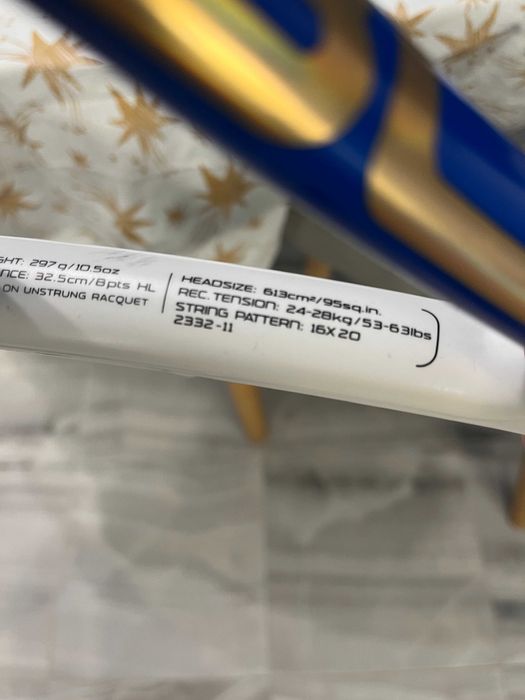 GHT: 297g/10.5oz
NCE: 32.5cm/8pts HL
ON UNSTRUNG RACQUET
HEADSIZE: 613cm²/95sq.in.
REC. TENSION: 24-28kg/53-63lbs
STRING PATTERN: 16X20
2332-11